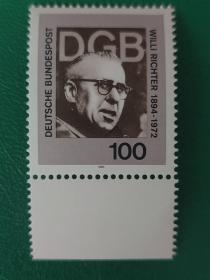 DGB
DEUTSCHE BUNDESPOST
WILLI RICHTER 1894-1972
100